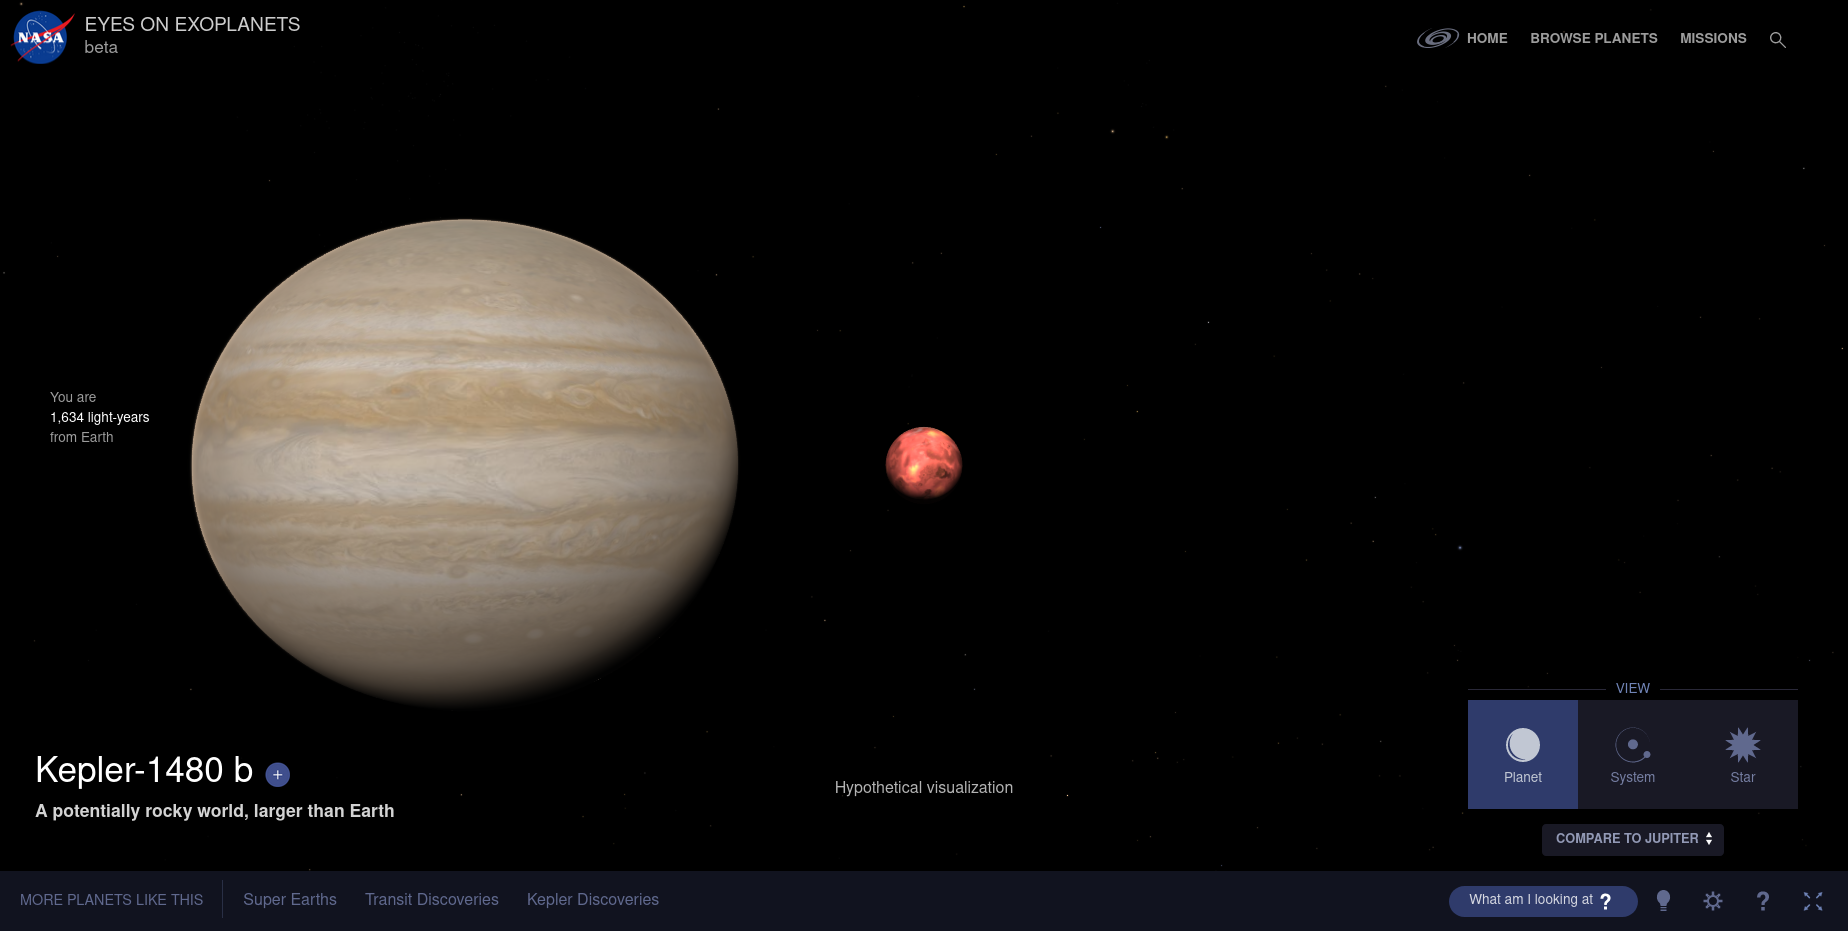 NASA
EYES ON EXOPLANETS
beta
HOME
BROWSE PLANETS
MISSIONS
You are
1,634 light-years
from Earth
Kepler-1480 b +
A potentially rocky world, larger than Earth
Hypothetical visualization
VIEW
Planet
System
Star
COMPARE TO JUPITER
MORE PLANETS LIKE THIS
Super Earths
Transit Discoveries
Kepler Discoveries
What am I looking at ?
?